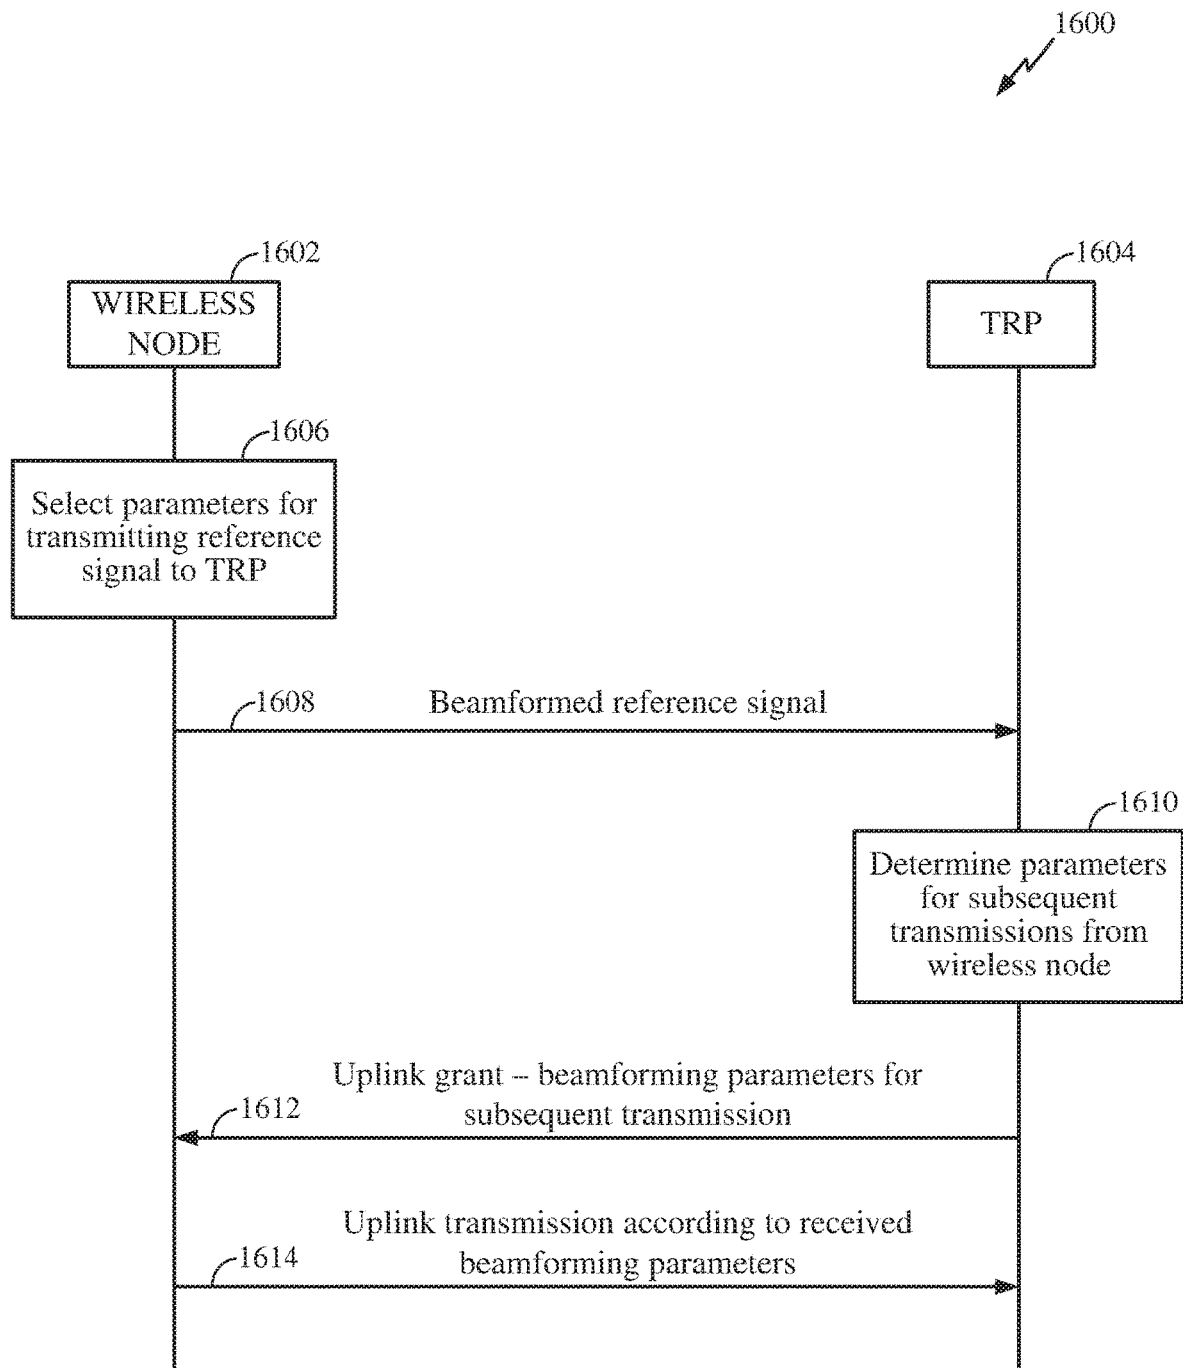 1600
1602
1604
WIRELESS
NODE
TRP
1606
Select parameters for
transmitting reference
signal to TRP
1608
Beamformed reference signal
1610
Determine parameters
for subsequent
transmissions from
wireless node
Uplink grant – beamforming parameters for
subsequent transmission
1612
Uplink transmission according to received
beamforming parameters
1614